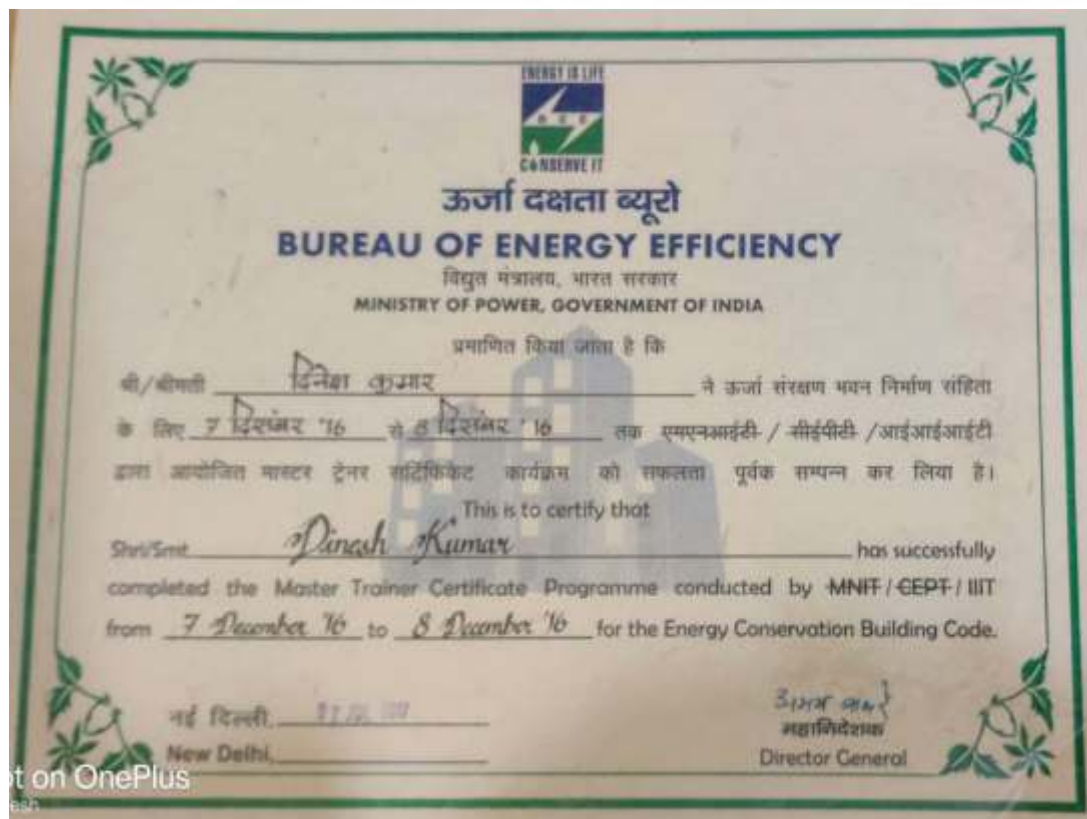 ENERGY IS LIFE
BEE
CONSERVE IT
ऊर्जा दक्षता ब्यूरो
BUREAU OF ENERGY EFFICIENCY
विद्युत मंत्रालय, भारत सरकार
MINISTRY OF POWER, GOVERNMENT OF INDIA
प्रमाणित किया जाता है कि
श्री/श्रीमती दिनेश कुमार ने ऊर्जा संरक्षण भवन निर्माण संहिता
के लिए 7 दिसंबर '16 से 8 दिसंबर '16 तक एमएनआईटी / सीईपीटी /आईआईआईटी
द्वारा आयोजित मास्टर ट्रेनर सर्टिफिकेट कार्यक्रम को सफलता पूर्वक सम्पन्न कर लिया है।
This is to certify that
Shri/Smt Dinesh Kumar has successfully
completed the Master Trainer Certificate Programme conducted by MNIT / CEPT / IIIT
from 7 December '16 to 8 December '16 for the Energy Conservation Building Code.
नई दिल्ली,
New Delhi,
महानिदेशक
Director General
t on OnePlus
esh